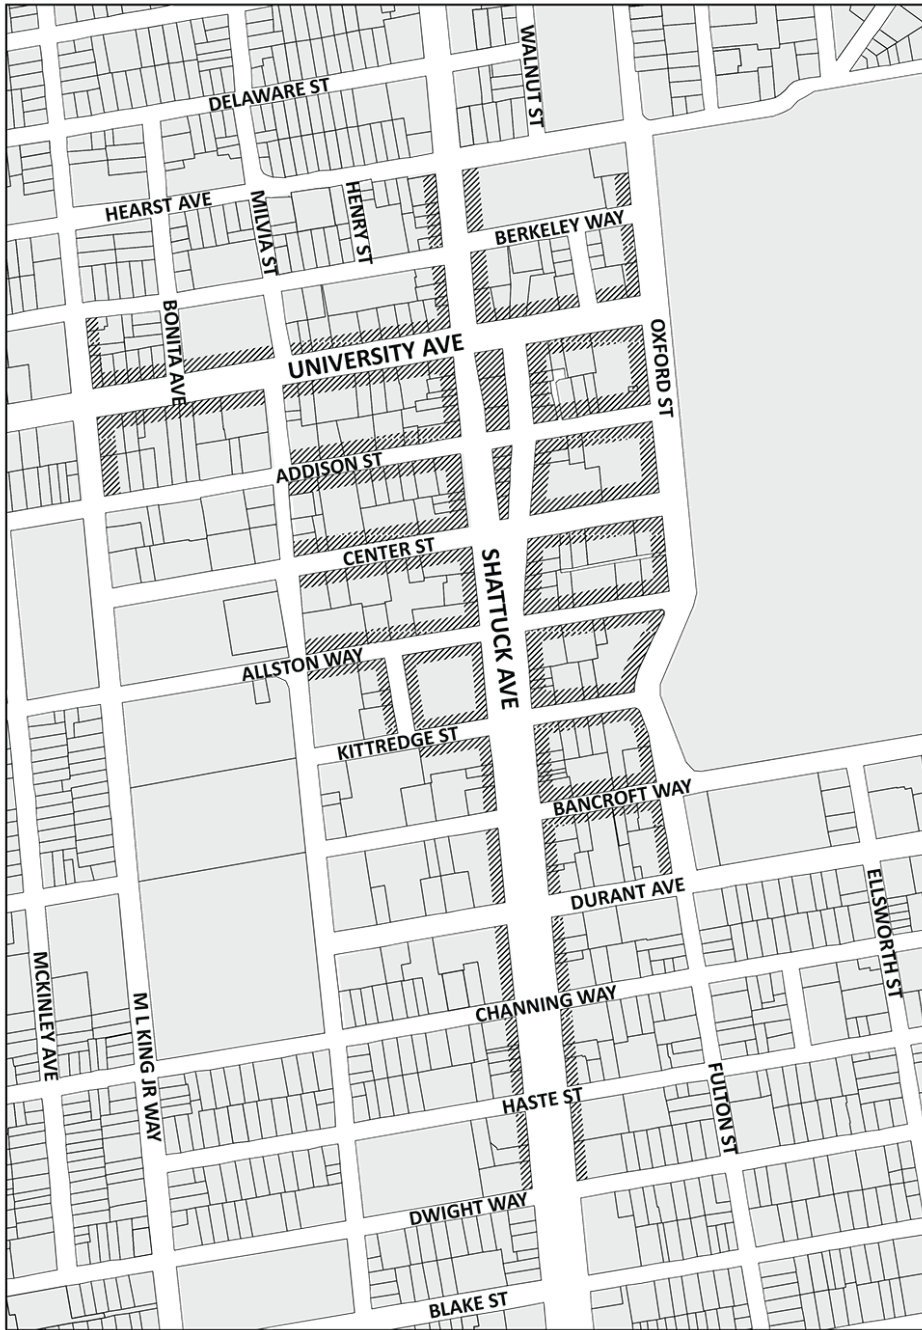 WALNUT ST
DELAWARE ST
HEARST AVE
MILVIA ST
HENRY ST
BERKELEY WAY
BONITA AVE
UNIVERSITY AVE
OXFORD ST
ADDISON ST
CENTER ST
SHATTUCK AVE
ALLSTON WAY
KITTREDGE ST
BANCROFT WAY
DURANT AVE
ELLSWORTH ST
MCKINLEY AVE
M L KING JR WAY
CHANNING WAY
HASTE ST
FULTON ST
DWIGHT WAY
BLAKE ST